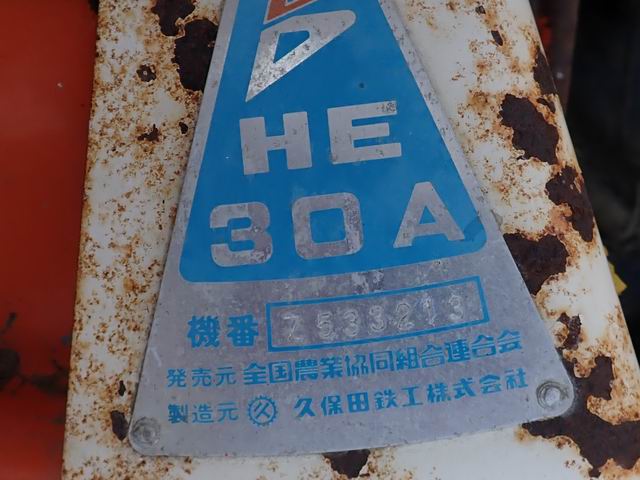 D
HE
30A
機番 Z533213
発売元 全国農業協同組合連合会
製造元 久保田鉄工株式会社